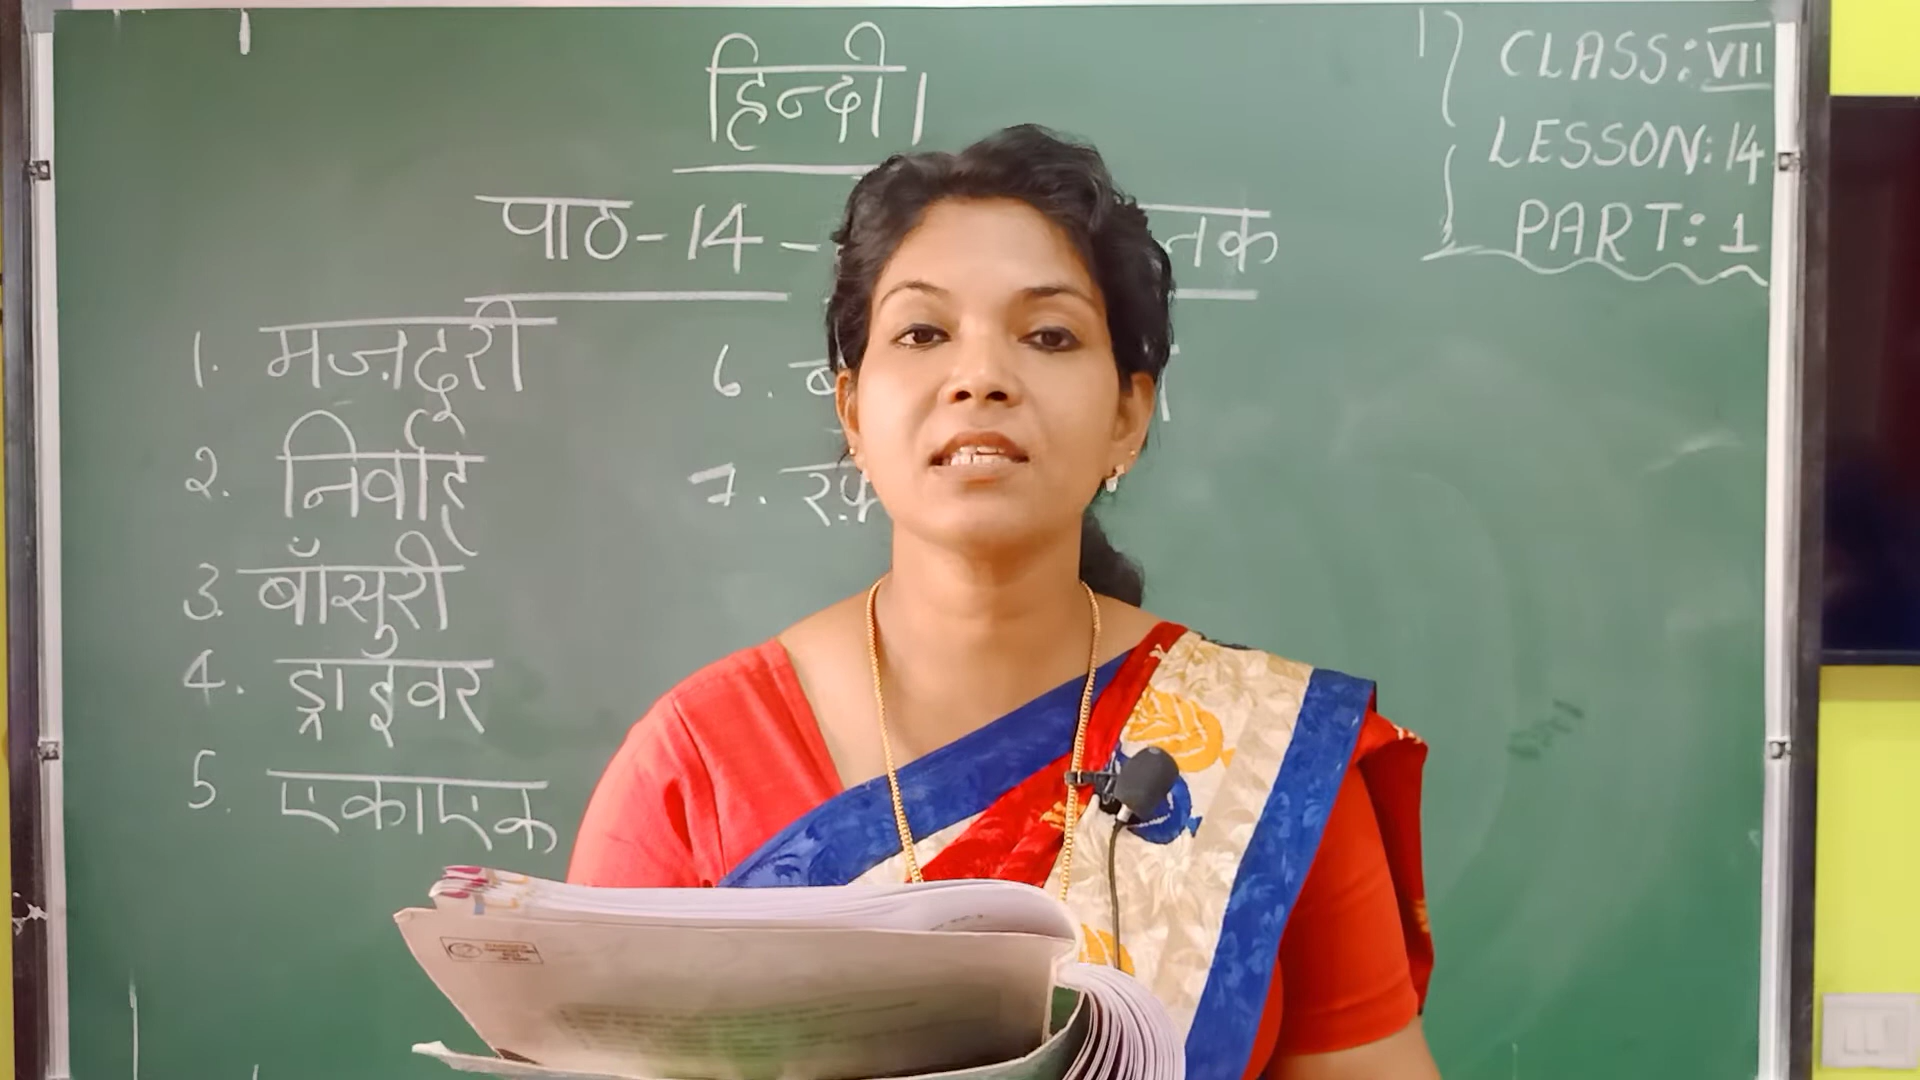 हिन्दी।
पाठ-14-
CLASS: VII
LESSON: 14
PART: 1
1. मज़दूरी
2. निर्वाह
3. बाँसुरी
4. ड्राइवर
5. एकाएक
6.
7.